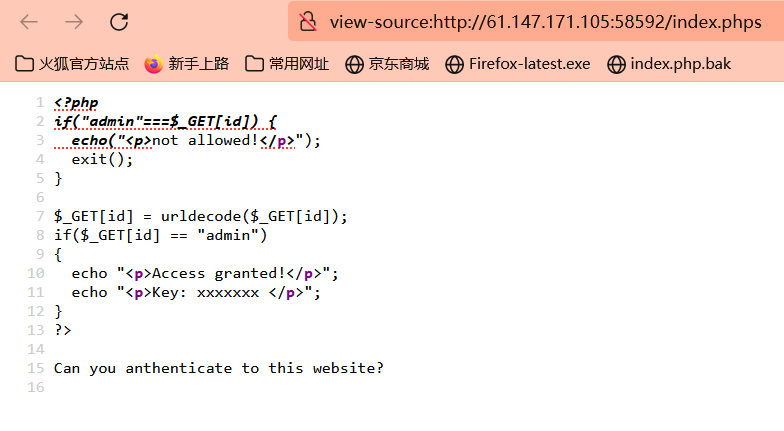 view-source:http://61.147.171.105:58592/index.phps
火狐官方站点 新手上路 常用网址 京东商城 Firefox-latest.exe index.php.bak
1 <?php
2 if("admin"===$_GET[id]) {
3   echo("<p>not allowed!</p>");
4   exit();
5 }
6
7 $_GET[id] = urldecode($_GET[id]);
8 if($_GET[id] == "admin")
9 {
10   echo "<p>Access granted!</p>";
11   echo "<p>Key: xxxxxxx </p>";
12 }
13 ?>
14
15 Can you anthenticate to this website?
16